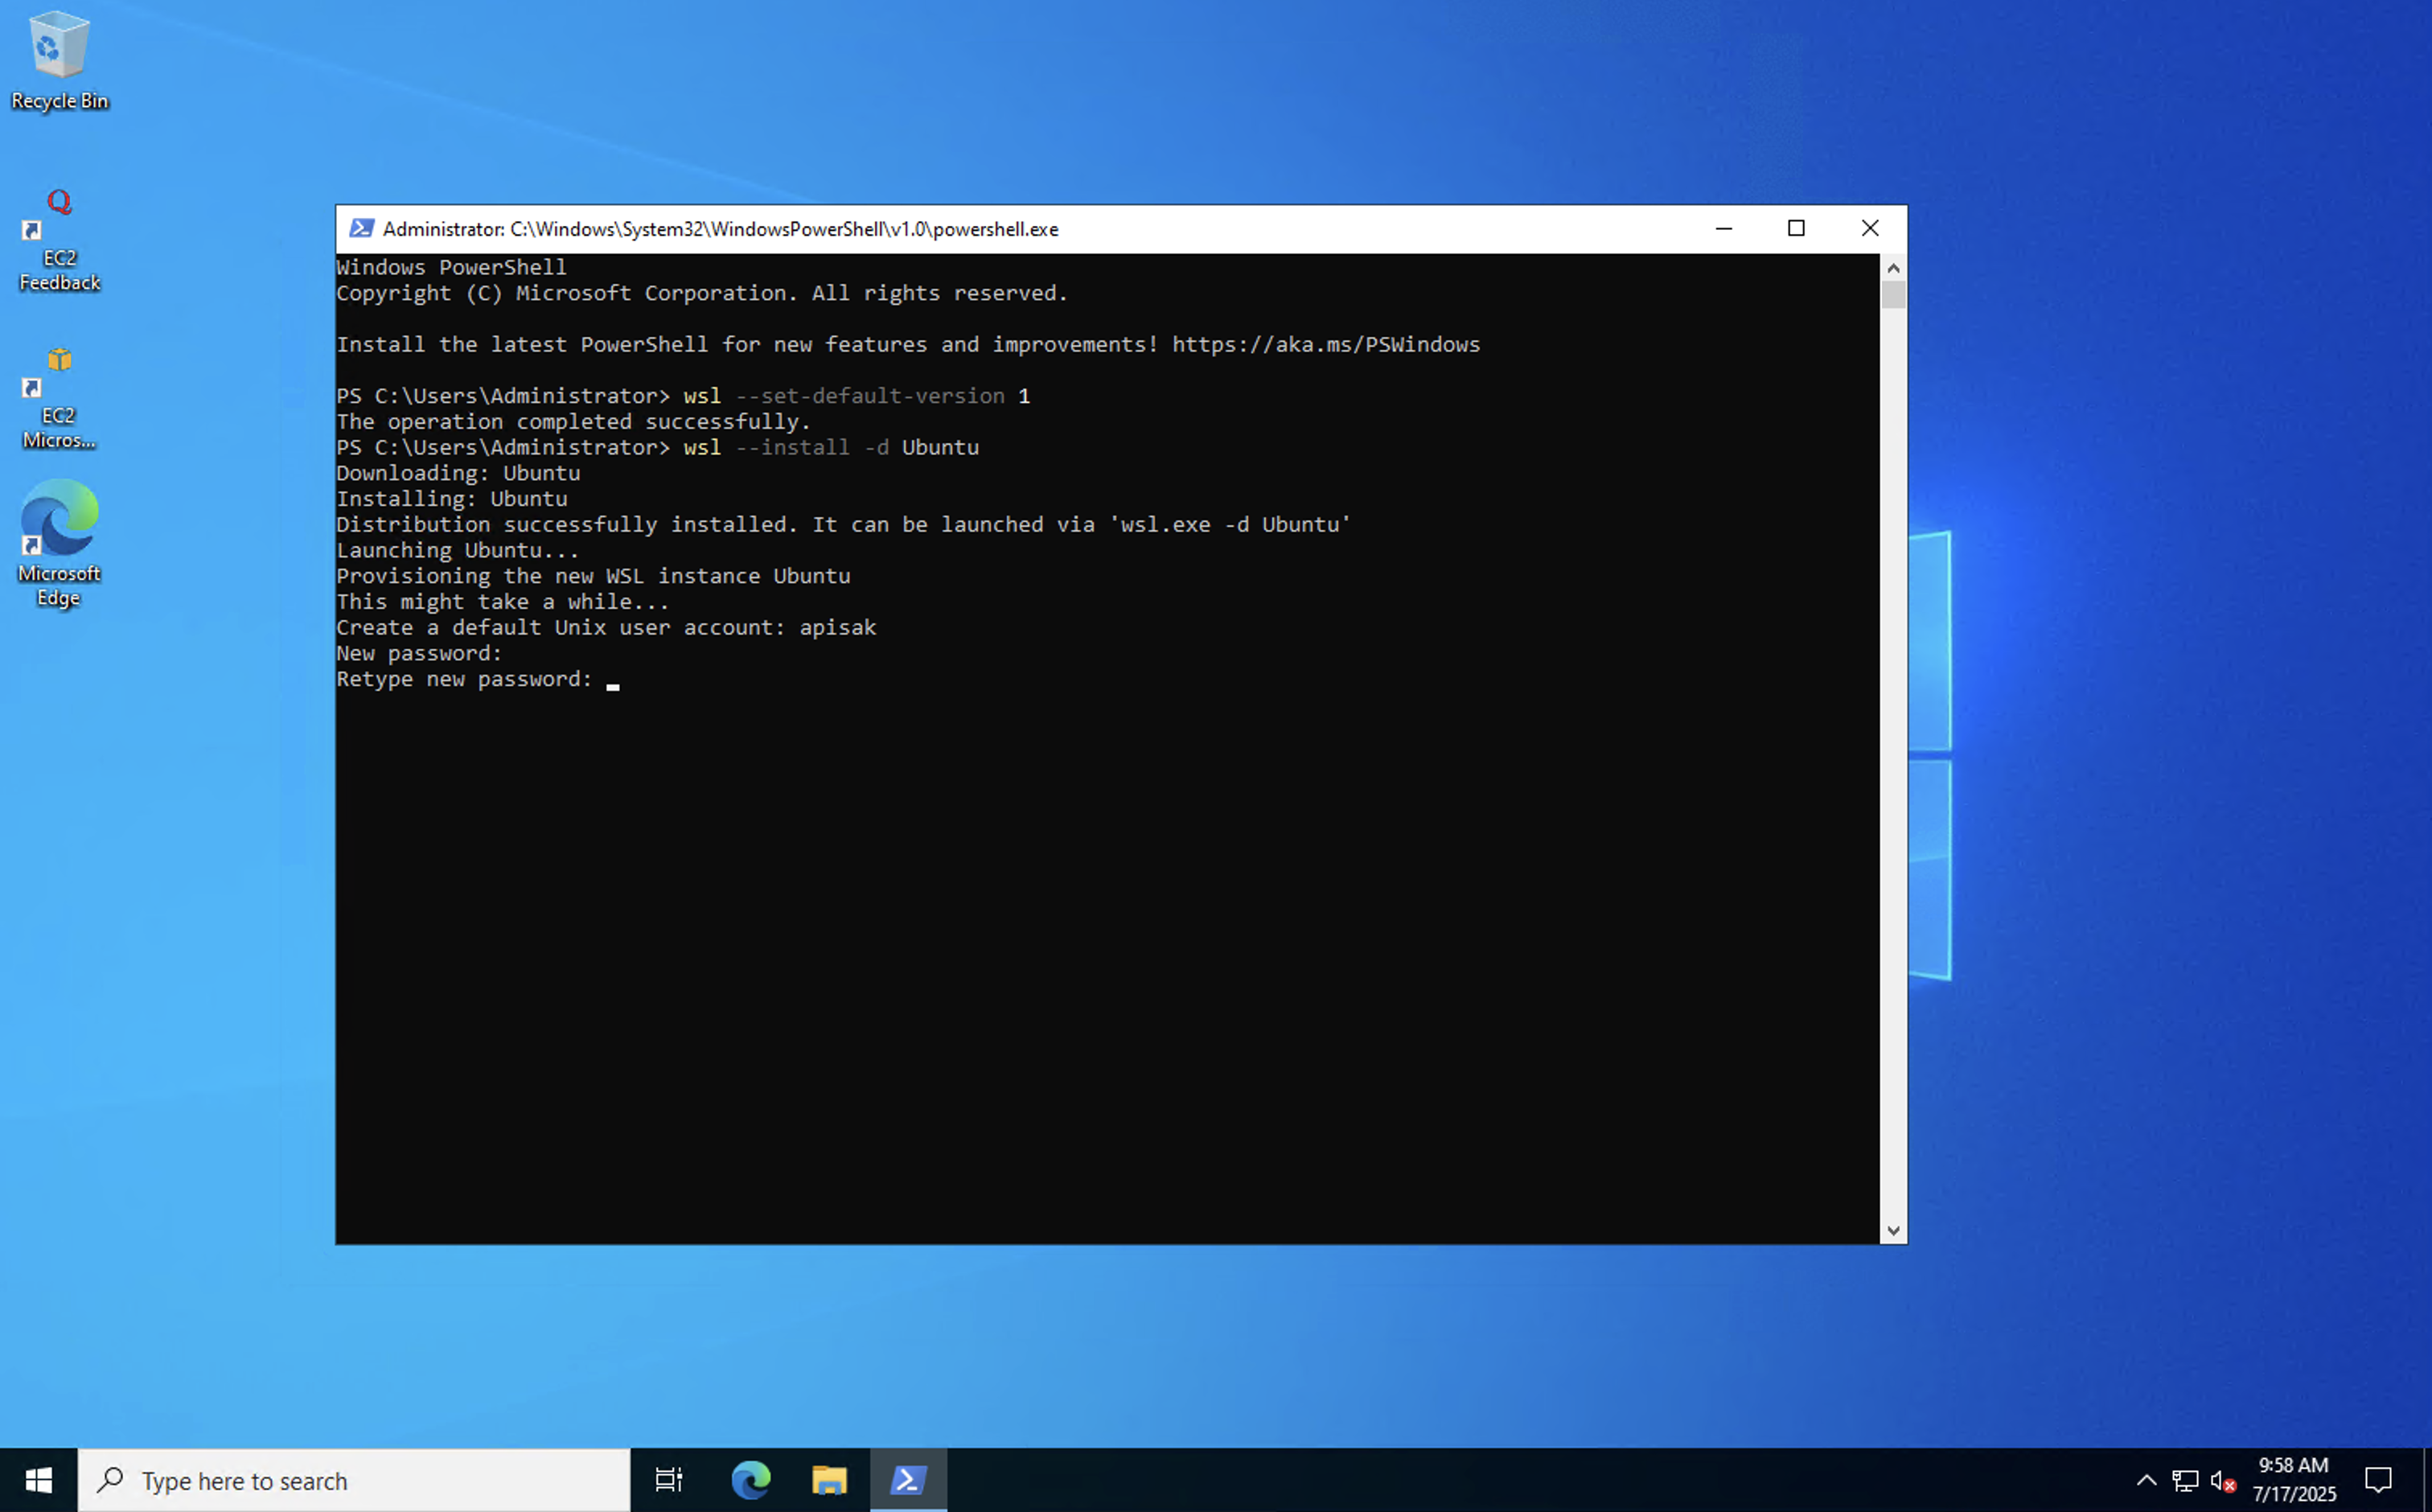 Recycle Bin
EC2
Feedback
EC2
Micros...
Microsoft
Edge
Administrator: C:\Windows\System32\WindowsPowerShell\v1.0\powershell.exe
Windows PowerShell
Copyright (C) Microsoft Corporation. All rights reserved.
Install the latest PowerShell for new features and improvements! https://aka.ms/PSWindows
PS C:\Users\Administrator> wsl --set-default-version 1
The operation completed successfully.
PS C:\Users\Administrator> wsl --install -d Ubuntu
Downloading: Ubuntu
Installing: Ubuntu
Distribution successfully installed. It can be launched via 'wsl.exe -d Ubuntu'
Launching Ubuntu...
Provisioning the new WSL instance Ubuntu
This might take a while...
Create a default Unix user account: apisak
New password:
Retype new password:
Type here to search
9:58 AM
7/17/2025